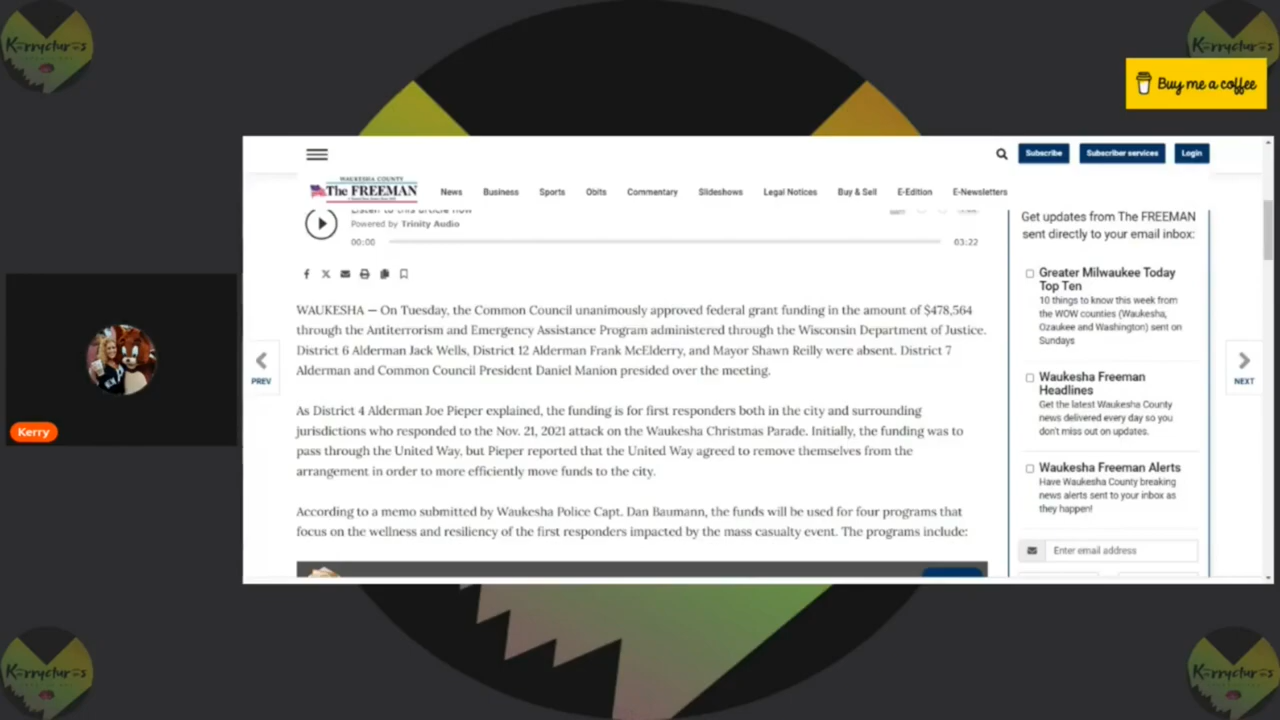 Kerryctures
Kerryctures
Buy me a coffee
Subscribe
Subscriber services
Login
WAUKESHA COUNTY
The FREEMAN
News
Business
Sports
Obits
Commentary
Slideshows
Legal Notices
Buy & Sell
E-Edition
E-Newsletters
Listen to this article now
Powered by Trinity Audio
00:00
03:22
WAUKESHA — On Tuesday, the Common Council unanimously approved federal grant funding in the amount of $478,564
through the Antiterrorism and Emergency Assistance Program administered through the Wisconsin Department of Justice.
District 6 Alderman Jack Wells, District 12 Alderman Frank McElderry, and Mayor Shawn Reilly were absent. District 7
Alderman and Common Council President Daniel Manion presided over the meeting.
As District 4 Alderman Joe Pieper explained, the funding is for first responders both in the city and surrounding
jurisdictions who responded to the Nov. 21, 2021 attack on the Waukesha Christmas Parade. Initially, the funding was to
pass through the United Way, but Pieper reported that the United Way agreed to remove themselves from the
arrangement in order to more efficiently move funds to the city.
According to a memo submitted by Waukesha Police Capt. Dan Baumann, the funds will be used for four programs that
focus on the wellness and resiliency of the first responders impacted by the mass casualty event. The programs include:
PREV
NEXT
Get updates from The FREEMAN
sent directly to your email inbox:
Greater Milwaukee Today
Top Ten
10 things to know this week from
the WOW counties (Waukesha,
Ozaukee and Washington) sent on
Sundays
Waukesha Freeman
Headlines
Get the latest Waukesha County
news delivered every day so you
don't miss out on updates.
Waukesha Freeman Alerts
Have Waukesha County breaking
news alerts sent to your inbox as
they happen!
Enter email address
Kerry
Kerryctures
Kerryctures